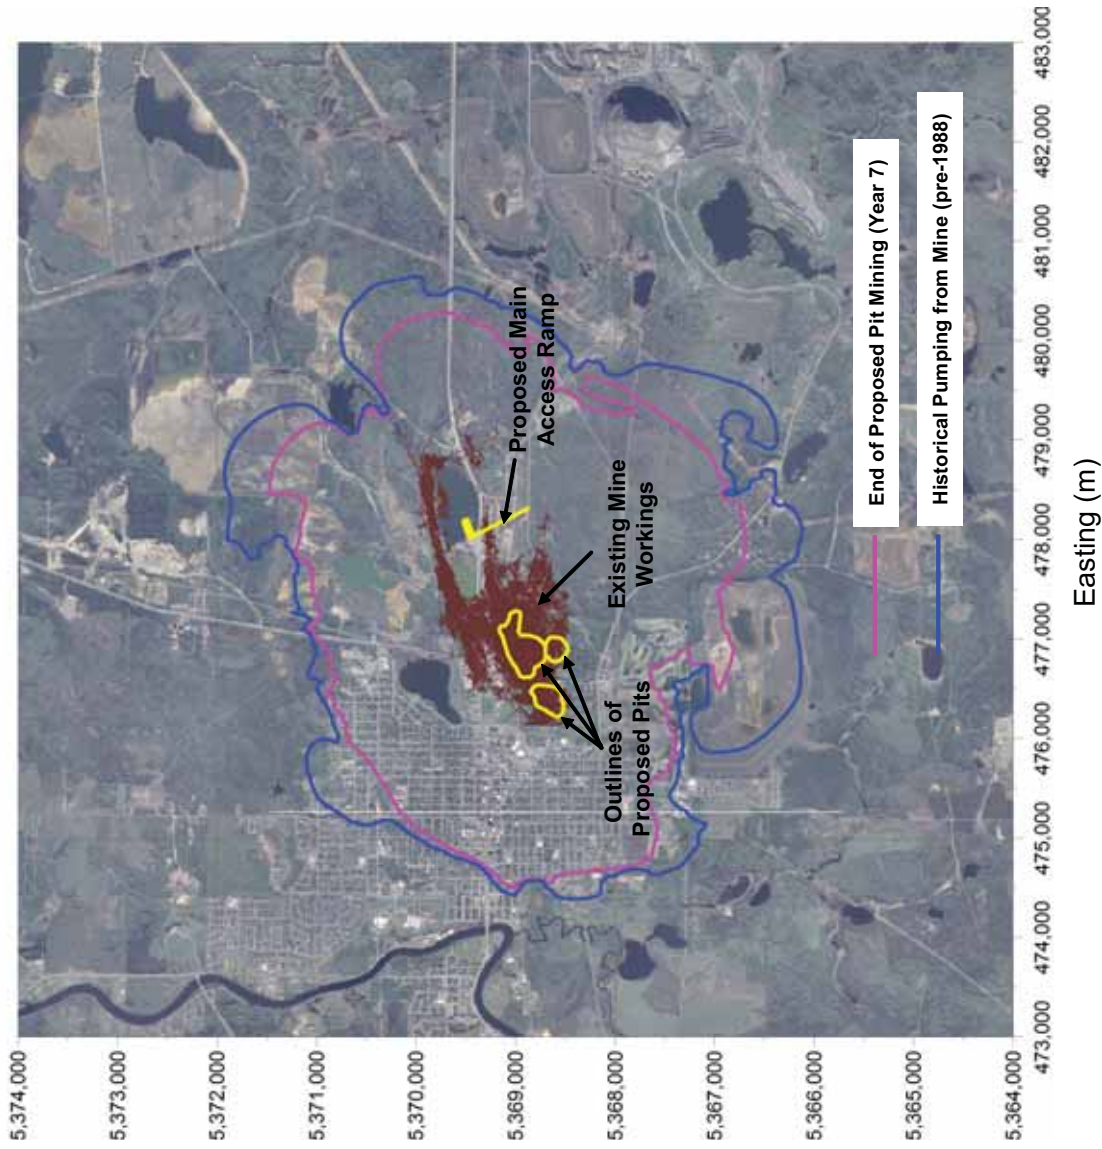 5,374,000
5,373,000
5,372,000
5,371,000
5,370,000
5,369,000
5,368,000
5,367,000
5,366,000
5,365,000
5,364,000
Proposed Main
Access Ramp
Existing Mine
Workings
Outlines of
Proposed Pits
End of Proposed Pit Mining (Year 7)
Historical Pumping from Mine (pre-1988)
473,000
474,000
475,000
476,000
477,000
478,000
479,000
480,000
481,000
482,000
483,000
Easting (m)